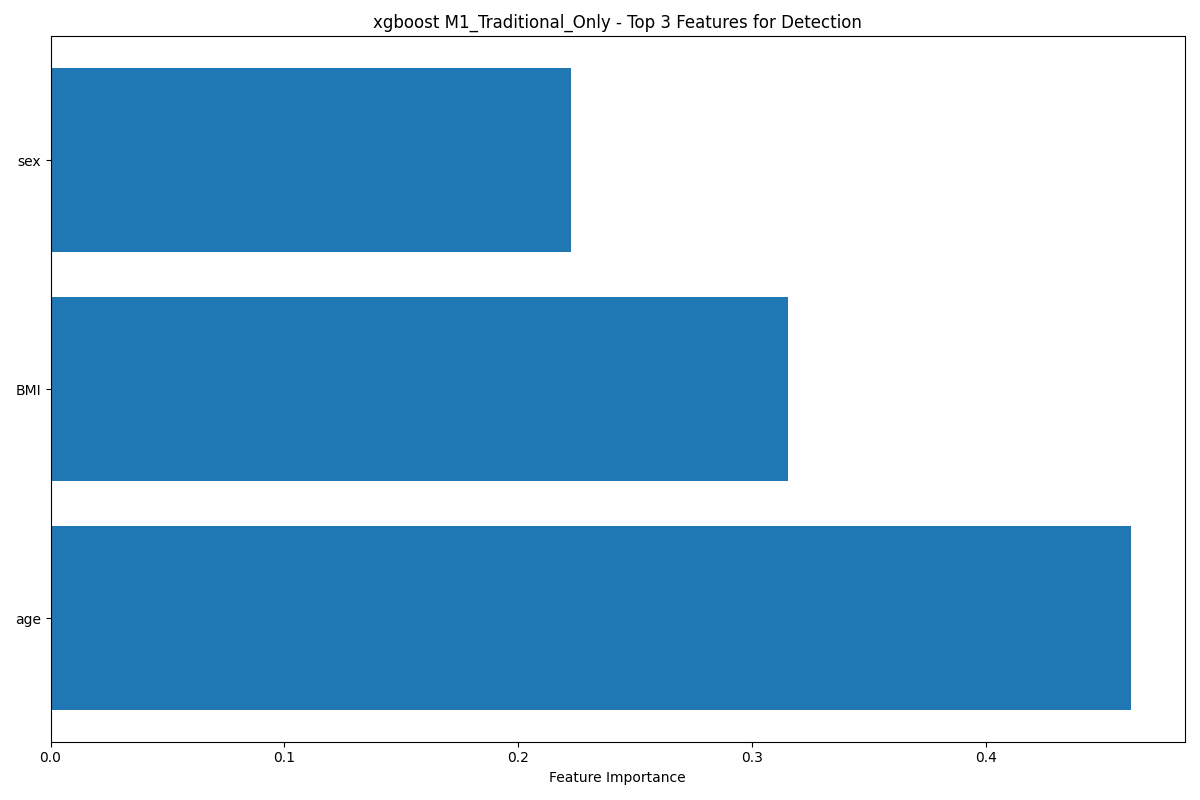 xgboost M1_Traditional_Only - Top 3 Features for Detection
sex
BMI
age
0.0
0.1
0.2
0.3
0.4
Feature Importance